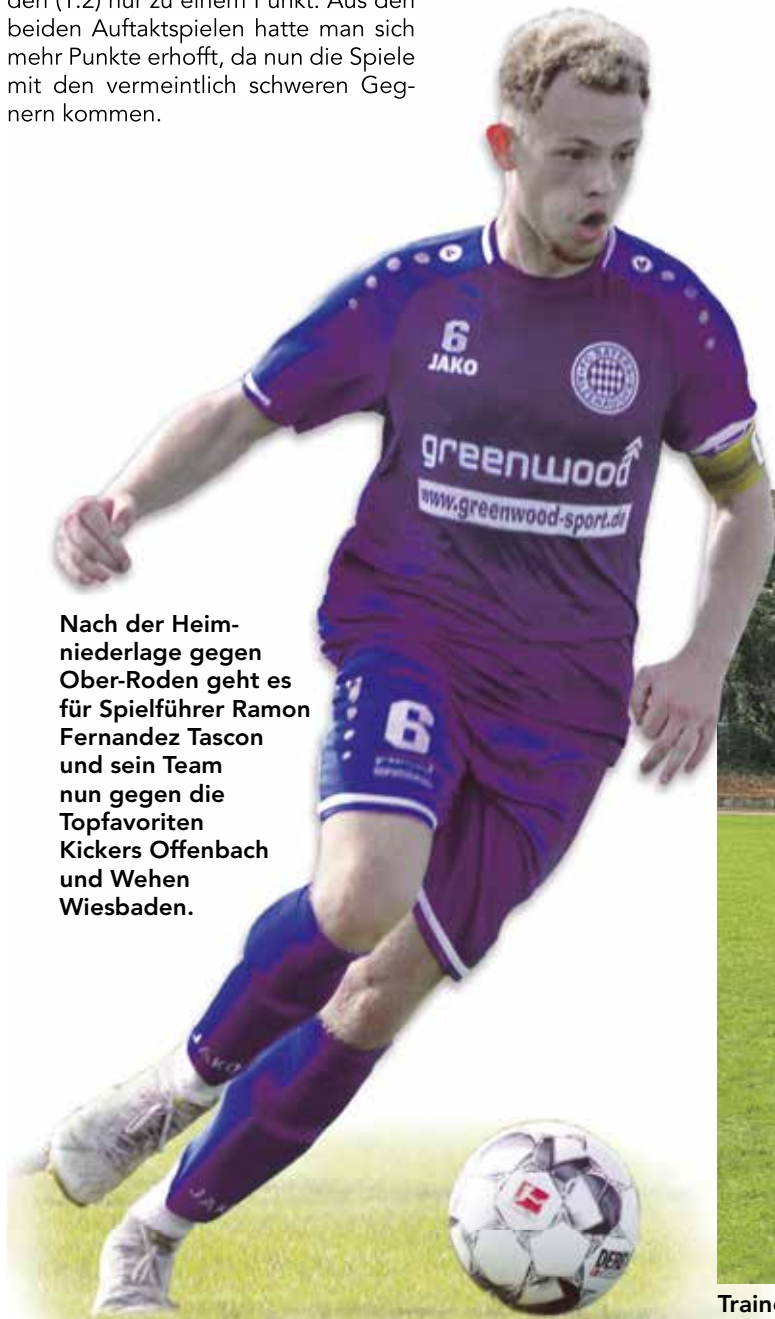 den (1:2) nur zu einem Punkt. Aus den
beiden Auftaktspielen hatte man sich
mehr Punkte erhofft, da nun die Spiele
mit den vermeintlich schweren Geg-
nern kommen.
6
JAKO
greenwood
www.greenwood-sport.de
Nach der Heim-
niederlage gegen
Ober-Roden geht es
für Spielführer Ramon
Fernandez Tascon
und sein Team
nun gegen die
Topfavoriten
Kickers Offenbach
und Wehen
Wiesbaden.
6
JAKO
JAK
DERB
Traine